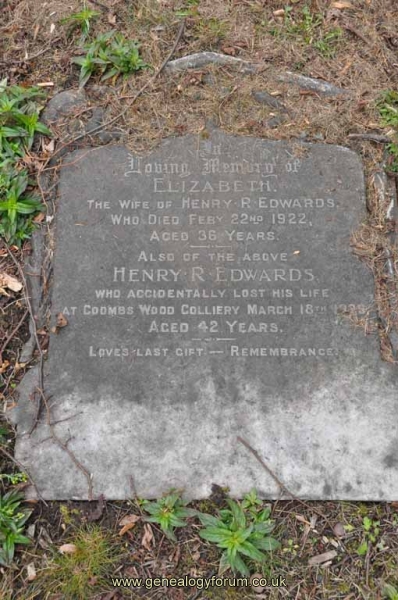 In
Loving Memory of
ELIZABETH.
THE WIFE OF HENRY R EDWARDS.
WHO DIED FEBY 22ND 1922,
AGED 36 YEARS.
ALSO OF THE ABOVE
HENRY R EDWARDS
WHO ACCIDENTALLY LOST HIS LIFE
AT COOMBS WOOD COLLIERY MARCH 18TH
AGED 42 YEARS.
LOVES LAST GIFT — REMEMBRANCE.
www.genealogyforum.co.uk